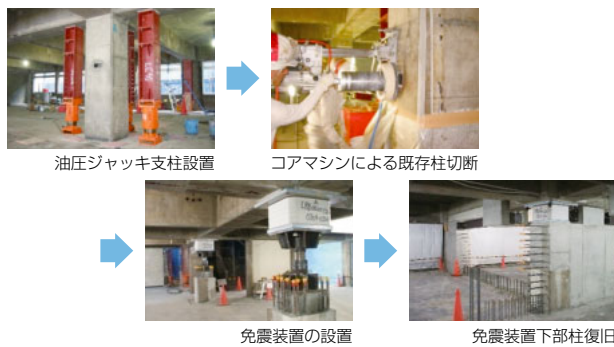 油圧ジャッキ支柱設置
コアマシンによる既存柱切断
免震装置の設置
免震装置下部柱復旧